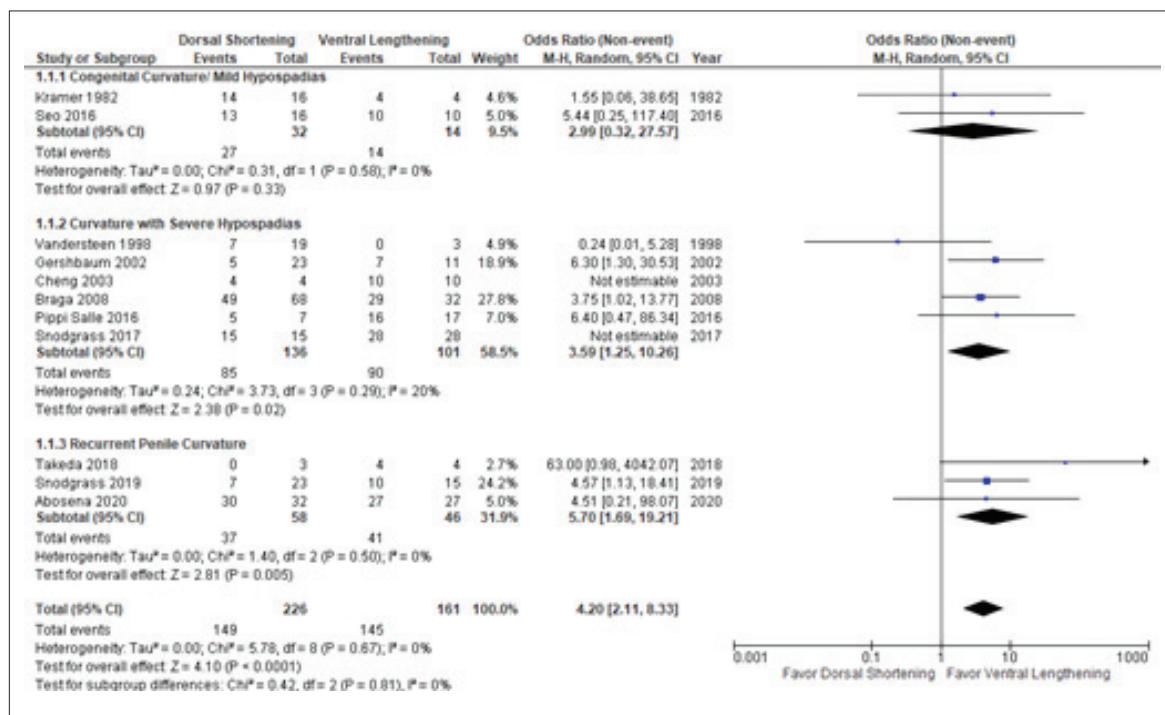 Dorsal Shortening Ventral Lengthening Odds Ratio (Non-event) Odds Ratio (Non-event)
Study or Subgroup Events Total Events Total Weight M-H, Random, 95% CI Year M-H, Random, 95% CI
1.1.1 Congenital Curvature/ Mild Hypospadias
Kramer 1982 14 16 4 4 4.6% 1.55 [0.06, 38.65] 1982
Seo 2016 13 16 10 10 5.0% 5.44 [0.25, 117.40] 2016
Subtotal (95% CI) 32 14 9.5% 2.99 [0.32, 27.57]
Total events 27 14
Heterogeneity: Tau² = 0.00; Chi² = 0.31, df = 1 (P = 0.58); I² = 0%
Test for overall effect: Z = 0.97 (P = 0.33)
1.1.2 Curvature with Severe Hypospadias
Vandersteen 1998 7 19 0 3 4.9% 0.24 [0.01, 5.28] 1998
Gershbaum 2002 5 23 7 11 18.9% 6.30 [1.30, 30.53] 2002
Cheng 2003 4 4 10 10 Not estimable 2003
Braga 2008 49 68 29 32 27.8% 3.75 [1.02, 13.77] 2008
Pippi Salle 2016 5 7 16 17 7.0% 6.40 [0.47, 86.34] 2016
Snodgrass 2017 15 15 28 28 Not estimable 2017
Subtotal (95% CI) 136 101 58.5% 3.59 [1.25, 10.26]
Total events 85 90
Heterogeneity: Tau² = 0.24; Chi² = 3.73, df = 3 (P = 0.29); I² = 20%
Test for overall effect: Z = 2.38 (P = 0.02)
1.1.3 Recurrent Penile Curvature
Takeda 2018 0 3 4 4 2.7% 63.00 [0.98, 4042.07] 2018
Snodgrass 2019 7 23 10 15 24.2% 4.57 [1.13, 18.41] 2019
Abosena 2020 30 32 27 27 5.0% 4.51 [0.21, 98.07] 2020
Subtotal (95% CI) 58 46 31.9% 5.70 [1.69, 19.21]
Total events 37 41
Heterogeneity: Tau² = 0.00; Chi² = 1.40, df = 2 (P = 0.50); I² = 0%
Test for overall effect: Z = 2.81 (P = 0.005)
Total (95% CI) 226 161 100.0% 4.20 [2.11, 8.33]
Total events 149 145
Heterogeneity: Tau² = 0.00; Chi² = 5.78, df = 8 (P = 0.67); I² = 0%
Test for overall effect: Z = 4.10 (P < 0.0001)
Test for subgroup differences: Chi² = 0.42, df = 2 (P = 0.81), I² = 0%
0.001 0.1 1 10 1000
Favor Dorsal Shortening Favor Ventral Lengthening